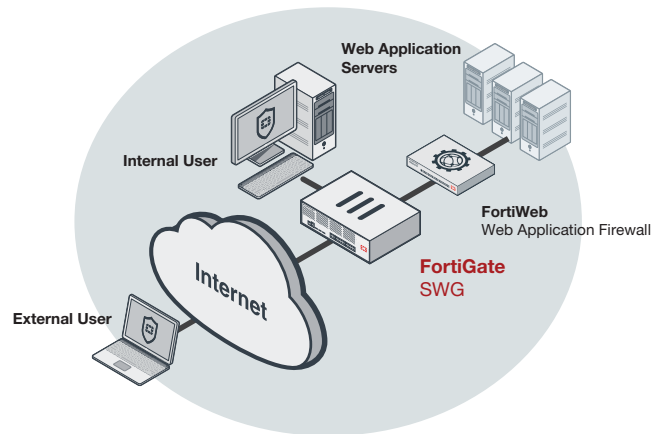 Web Application
Servers
Internal User
FortiWeb
Web Application Firewall
FortiGate
SWG
Internet
External User